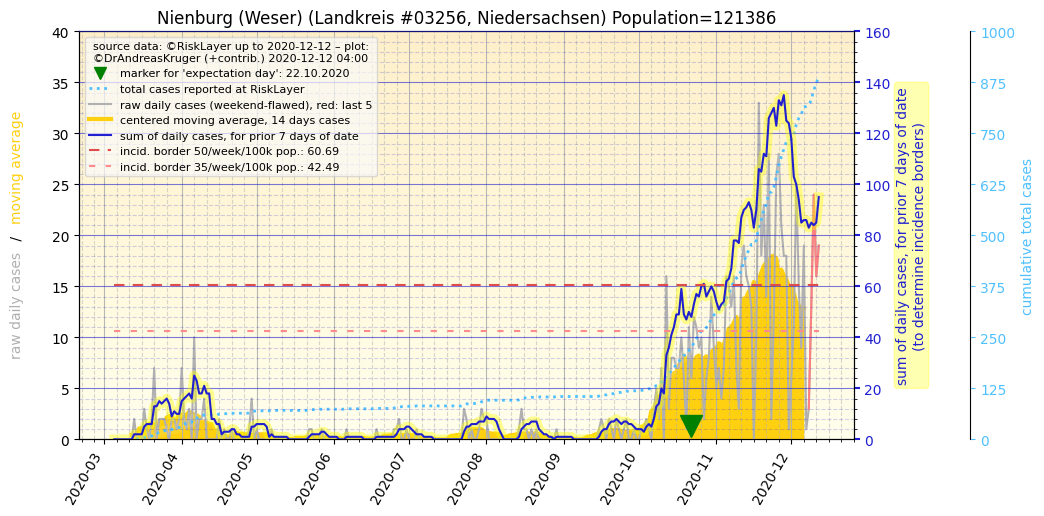 Nienburg (Weser) (Landkreis #03256, Niedersachsen) Population=121386
source data: ©RiskLayer up to 2020-12-12 – plot:
©DrAndreasKruger (+contrib.) 2020-12-12 04:00
marker for 'expectation day': 22.10.2020
total cases reported at RiskLayer
raw daily cases (weekend-flawed), red: last 5
centered moving average, 14 days cases
sum of daily cases, for prior 7 days of date
incid. border 50/week/100k pop.: 60.69
incid. border 35/week/100k pop.: 42.49
raw daily cases / moving average
40
35
30
25
20
15
10
5
0
160
140
120
100
80
60
40
20
0
sum of daily cases, for prior 7 days of date
(to determine incidence borders)
1000
875
750
625
500
375
250
125
0
cumulative total cases
2020-03
2020-04
2020-05
2020-06
2020-07
2020-08
2020-09
2020-10
2020-11
2020-12